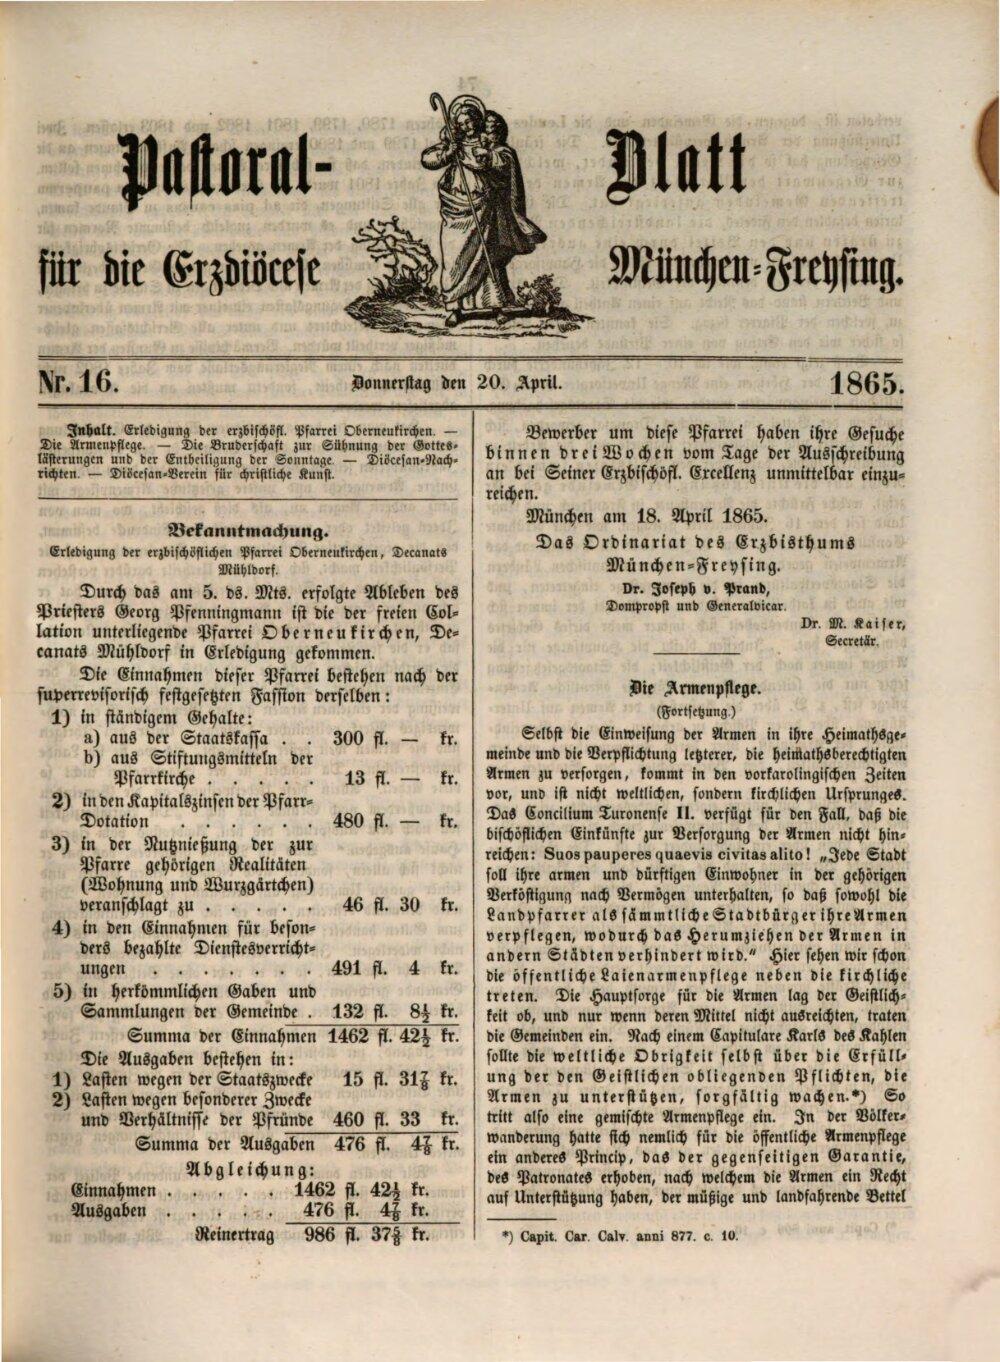 Pastoral-Blatt
für die Erzdiöcese München-Freysing.
Nr. 16. Donnerstag den 20. April. 1865.
Inhalt. Erledigung der erzbischöfl. Pfarrei Oberneukirchen. —
Die Armenpflege. — Die Bruderschaft zur Sühnung der Gottes-
lästerungen und der Entheiligung der Sonntage. — Diöcesan-Nach-
richten. — Diöcesan-Verein für christliche Kunst.
Bekanntmachung.
Erledigung der erzbischöflichen Pfarrei Oberneukirchen, Decanats
Mühldorf.
Durch das am 5. ds. Mts. erfolgte Ableben des
Priesters Georg Pfenningmann ist die der freien Col-
lation unterliegende Pfarrei Oberneukirchen, De-
canats Mühldorf in Erledigung gekommen.
Die Einnahmen dieser Pfarrei bestehen nach der
superrevisorisch festgesetzten Fassion derselben:
1) in ständigem Gehalte:
a) aus der Staatskassa . . 300 fl. — kr.
b) aus Stiftungsmitteln der
Pfarrkirche . . . . . 13 fl. — kr.
2) in den Kapitalszinsen der Pfarr-
Dotation . . . . . . 480 fl. — kr.
3) in der Nutznießung der zur
Pfarre gehörigen Realitäten
(Wohnung und Wurzgärtchen)
veranschlagt zu . . . . . 46 fl. 30 kr.
4) in den Einnahmen für beson-
ders bezahlte Dienstesverricht-
ungen . . . . . . . 491 fl. 4 kr.
5) in herkömmlichen Gaben und
Sammlungen der Gemeinde . 132 fl. 8½ kr.
Summa der Einnahmen 1462 fl. 42½ kr.
Die Ausgaben bestehen in:
1) Lasten wegen der Staatszwecke 15 fl. 31⅞ kr.
2) Lasten wegen besonderer Zwecke
und Verhältnisse der Pfründe 460 fl. 33 kr.
Summa der Ausgaben 476 fl. 4⅞ kr.
Abgleichung:
Einnahmen . . . . . 1462 fl. 42½ kr.
Ausgaben . . . . . 476 fl. 4⅞ kr.
Reinertrag 986 fl. 37⅝ kr.
Bewerber um diese Pfarrei haben ihre Gesuche
binnen drei Wochen vom Tage der Ausschreibung
an bei Seiner Erzbischöfl. Excellenz unmittelbar einzu-
reichen.
München am 18. April 1865.
Das Ordinariat des Erzbisthums
München-Freysing.
Dr. Joseph v. Prand,
Dompropst und Generalvicar.
Dr. M. Kaiser,
Secretär.
Die Armenpflege.
(Fortsetzung.)
Selbst die Einweisung der Armen in ihre Heimathsge-
meinde und die Verpflichtung letzterer, die heimathsberechtigten
Armen zu versorgen, kommt in den vorkarolingischen Zeiten
vor, und ist nicht weltlichen, sondern kirchlichen Ursprunges.
Das Concilium Turonense II. verfügt für den Fall, daß die
bischöflichen Einkünfte zur Versorgung der Armen nicht hin-
reichen: Suos pauperes quaevis civitas alito! „Jede Stadt
soll ihre armen und dürftigen Einwohner in der gehörigen
Verköstigung nach Vermögen unterhalten, so daß sowohl die
Landpfarrer als sämmtliche Stadtbürger ihre Armen
verpflegen, wodurch das Herumziehen der Armen in
andern Städten verhindert wird.“ Hier sehen wir schon
die öffentliche Laienarmenpflege neben die kirchliche
treten. Die Hauptsorge für die Armen lag der Geistlich-
keit ob, und nur wenn deren Mittel nicht ausreichten, traten
die Gemeinden ein. Nach einem Capitulare Karls des Kahlen
sollte die weltliche Obrigkeit selbst über die Erfüll-
ung der den Geistlichen obliegenden Pflichten, die
Armen zu unterstützen, sorgfältig wachen.*) So
tritt also eine gemischte Armenpflege ein. In der Völker-
wanderung hatte sich nemlich für die öffentliche Armenpflege
ein anderes Princip, das der gegenseitigen Garantie,
des Patronates erhoben, nach welchem die Armen ein Recht
auf Unterstützung haben, der müßige und landfahrende Bettel
*) Capit. Car. Calv. anni 877. c. 10.